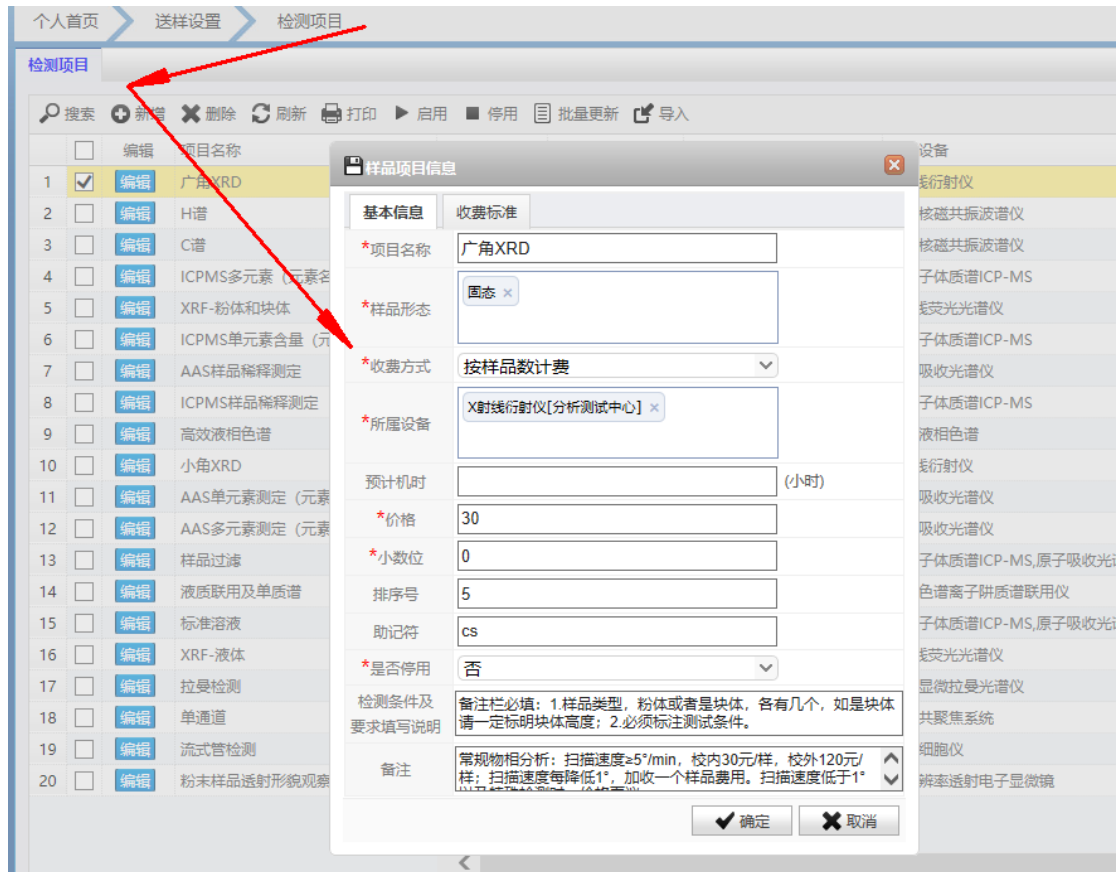 个人首页 送样设置 检测项目
检测项目
搜索 新增 删除 刷新 打印 启用 停用 批量更新 导入
编辑 项目名称 设备
1 编辑 广角XRD 线衍射仪
2 编辑 H谱 核磁共振波谱仪
3 编辑 C谱 核磁共振波谱仪
4 编辑 ICPMS多元素（元素名 子体质谱ICP-MS
5 编辑 XRF-粉体和块体 线荧光光谱仪
6 编辑 ICPMS单元素含量（元 子体质谱ICP-MS
7 编辑 AAS样品稀释测定 吸收光谱仪
8 编辑 ICPMS样品稀释测定 子体质谱ICP-MS
9 编辑 高效液相色谱 液相色谱
10 编辑 小角XRD 线衍射仪
11 编辑 AAS单元素测定（元素 吸收光谱仪
12 编辑 AAS多元素测定（元素 吸收光谱仪
13 编辑 样品过滤 子体质谱ICP-MS,原子吸收光
14 编辑 液质联用及单质谱 色谱离子阱质谱联用仪
15 编辑 标准溶液 子体质谱ICP-MS,原子吸收光
16 编辑 XRF-液体 线荧光光谱仪
17 编辑 拉曼检测 显微拉曼光谱仪
18 编辑 单通道 共聚焦系统
19 编辑 流式管检测 细胞仪
20 编辑 粉末样品透射形貌观察 辨率透射电子显微镜
样品项目信息
基本信息 收费标准
*项目名称 广角XRD
*样品形态 固态 ×
*收费方式 按样品数计费
*所属设备 X射线衍射仪[分析测试中心] ×
预计机时 (小时)
*价格 30
*小数位 0
排序号 5
助记符 cs
*是否停用 否
检测条件及
要求填写说明
备注栏必填：1.样品类型，粉体或者是块体，各有几个，如是块体
请一定标明块体高度；2.必须标注测试条件。
备注
常规物相分析：扫描速度≥5°/min，校内30元/样，校外120元/
样；扫描速度每降低1°，加收一个样品费用。扫描速度低于1°
确定 取消